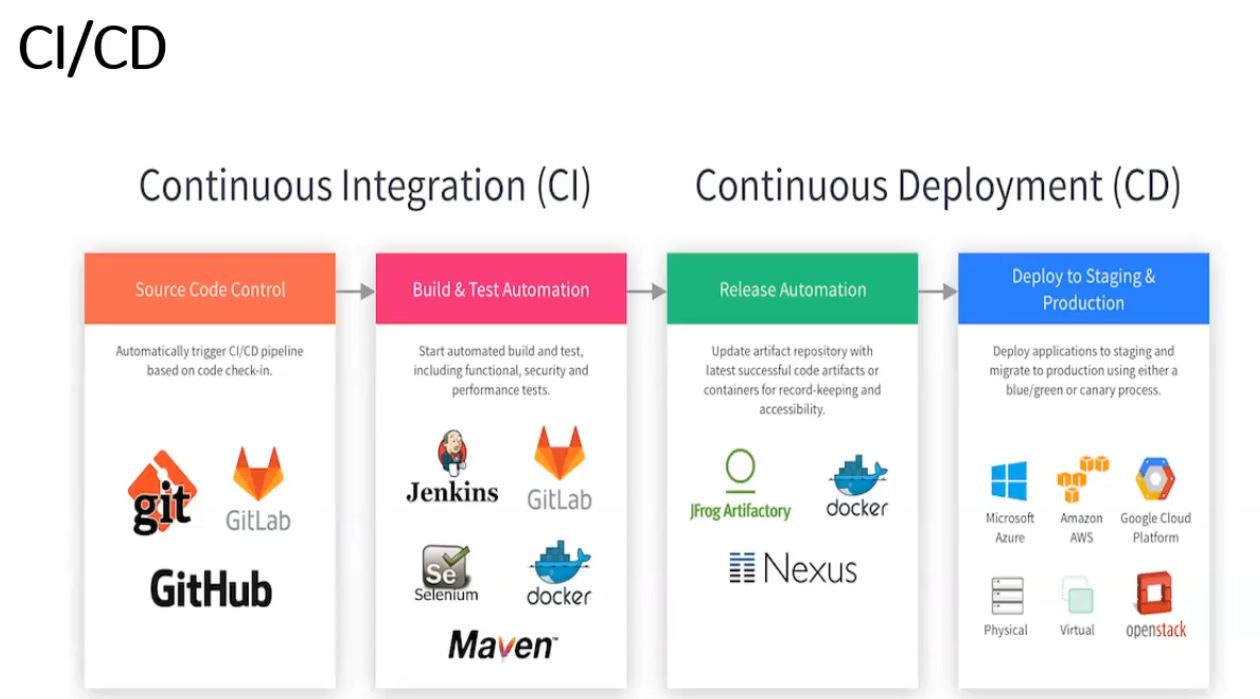 CI/CD
Continuous Integration (CI)
Continuous Deployment (CD)
Source Code Control
Automatically trigger CI/CD pipeline
based on code check-in.
git
GitLab
GitHub
Build & Test Automation
Start automated build and test,
including functional, security and
performance tests.
Jenkins
GitLab
Se
Selenium
docker
Maven™
Release Automation
Update artifact repository with
latest successful code artifacts or
containers for record-keeping and
accessibility.
JFrog Artifactory
docker
Nexus
Deploy to Staging &
Production
Deploy applications to staging and
migrate to production using either a
blue/green or canary process.
Microsoft
Azure
Amazon
AWS
Google Cloud
Platform
Physical
Virtual
openstack